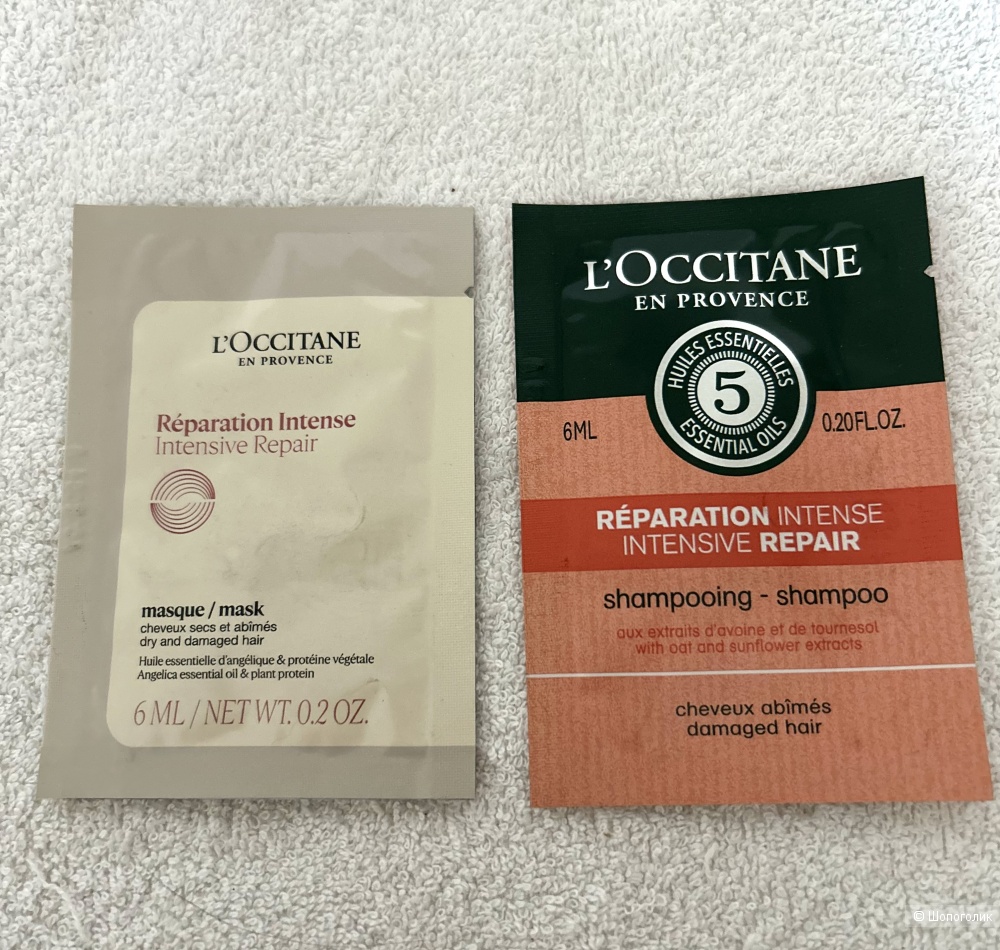 L'OCCITANE
EN PROVENCE
Réparation Intense
Intensive Repair
masque / mask
cheveux secs et abîmés
dry and damaged hair
Huile essentielle d'angélique & protéine végétale
Angelica essential oil & plant protein
6 ML / NET WT. 0.2 OZ.
L'OCCITANE
EN PROVENCE
HUILES ESSENTIELLES
5
ESSENTIAL OILS
6ML
0.20FL.OZ.
RÉPARATION INTENSE
INTENSIVE REPAIR
shampooing - shampoo
aux extraits d'avoine et de tournesol
with oat and sunflower extracts
cheveux abîmés
damaged hair
© Шопоголик